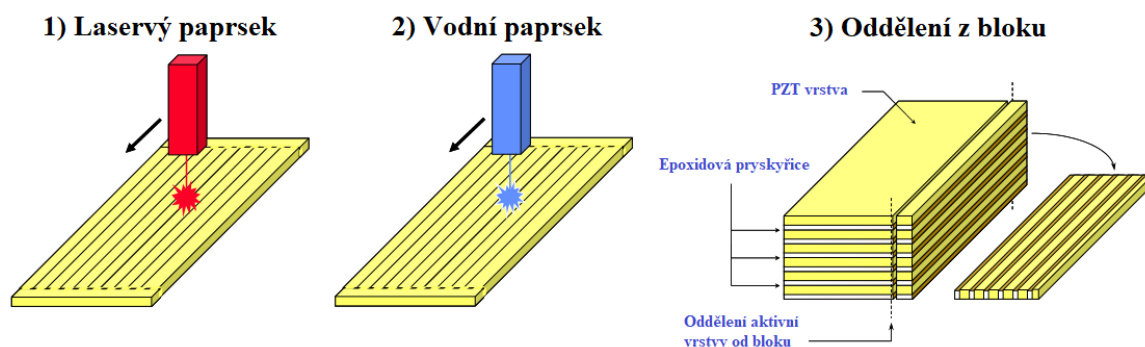 1) Laservý paprsek
2) Vodní paprsek
3) Oddělení z bloku
PZT vrstva
Epoxidová pryskyřice
Oddělení aktivní
vrstvy od bloku